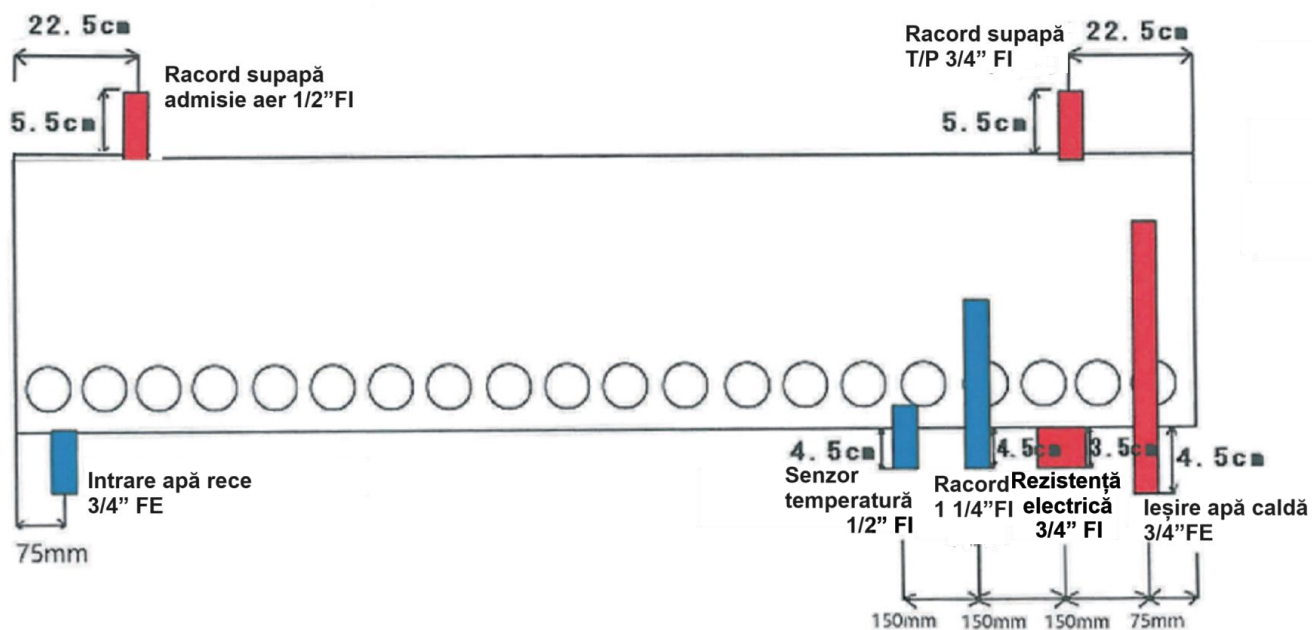 22.5cm
Racord supapă
admisie aer 1/2”FI
5.5cm
Racord supapă
T/P 3/4” FI
22.5cm
5.5cm
Intrare apă rece
3/4” FE
75mm
4.5cm
Senzor
temperatură
1/2” FI
4.5cm
Racord
1 1/4”FI
3.5cm
Rezistență
electrică
3/4” FI
4.5cm
Ieșire apă caldă
3/4”FE
150mm
150mm
150mm
75mm